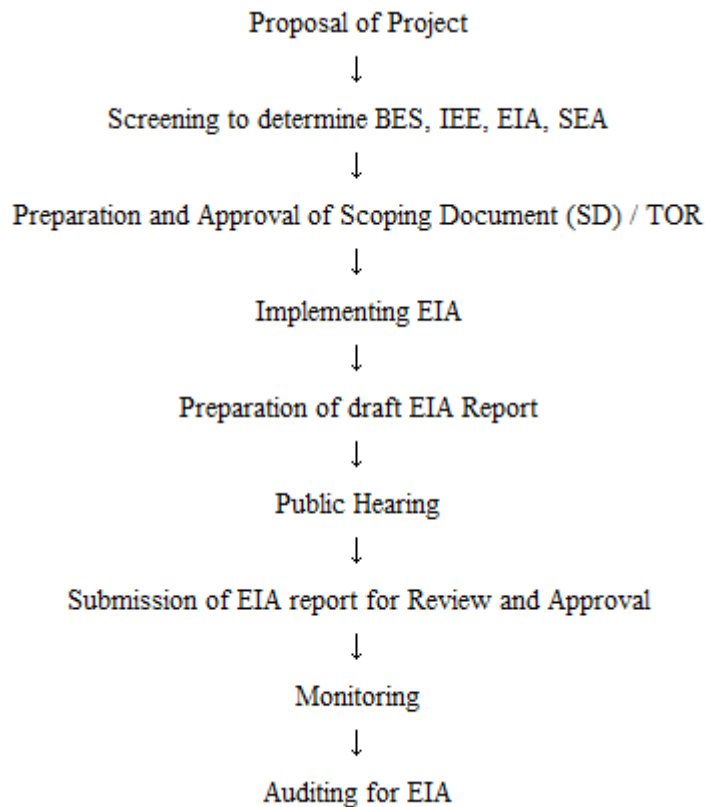 Proposal of Project
↓
Screening to determine BES, IEE, EIA, SEA
↓
Preparation and Approval of Scoping Document (SD) / TOR
↓
Implementing EIA
↓
Preparation of draft EIA Report
↓
Public Hearing
↓
Submission of EIA report for Review and Approval
↓
Monitoring
↓
Auditing for EIA